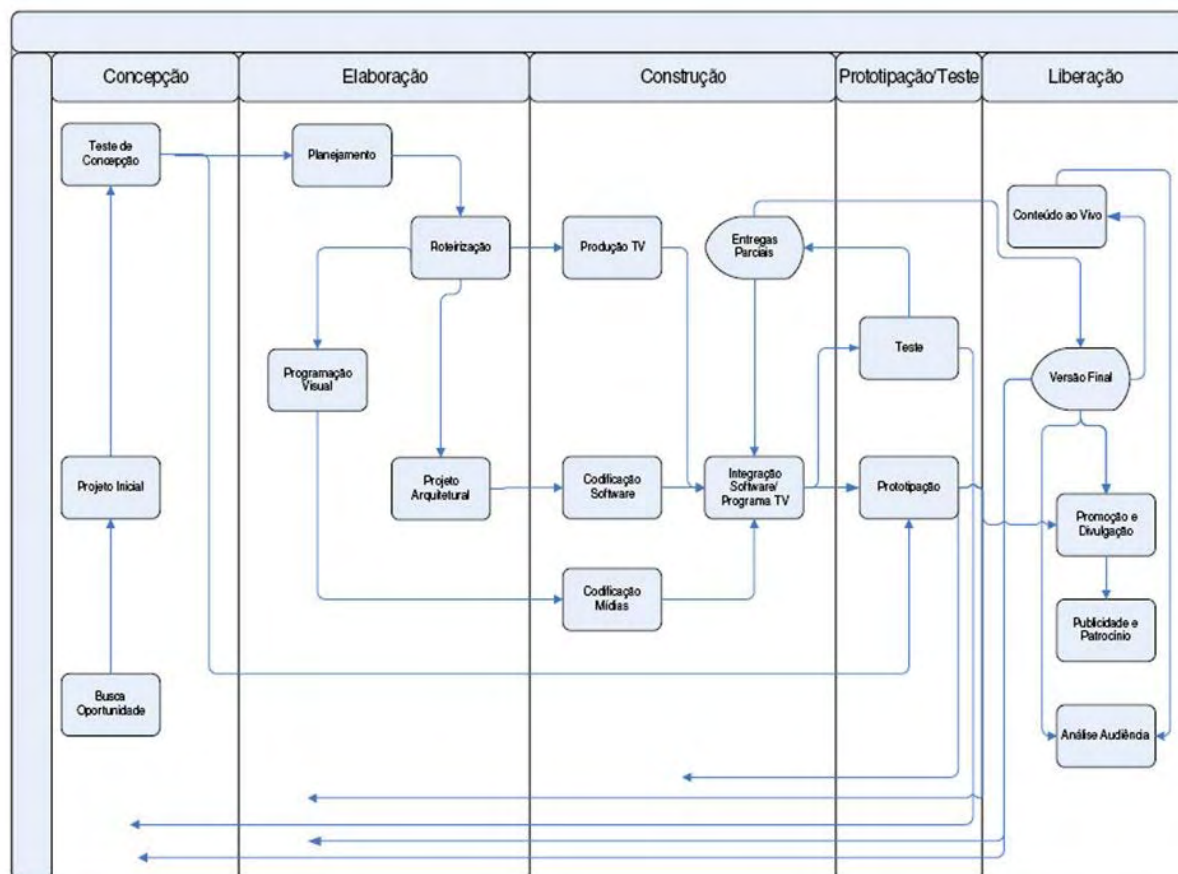 Concepção
Elaboração
Construção
Prototipação/Teste
Liberação
Teste de
Concepção
Projeto Inicial
Busca
Oportunidade
Planejamento
Roteirização
Programação
Visual
Projeto
Arquitetural
Produção TV
Codificação
Software
Codificação
Mídias
Entregas
Parciais
Integração
Software/
Programa TV
Teste
Prototipação
Conteúdo ao Vivo
Versão Final
Promoção e
Divulgação
Publicidade e
Patrocínio
Análise Audiência